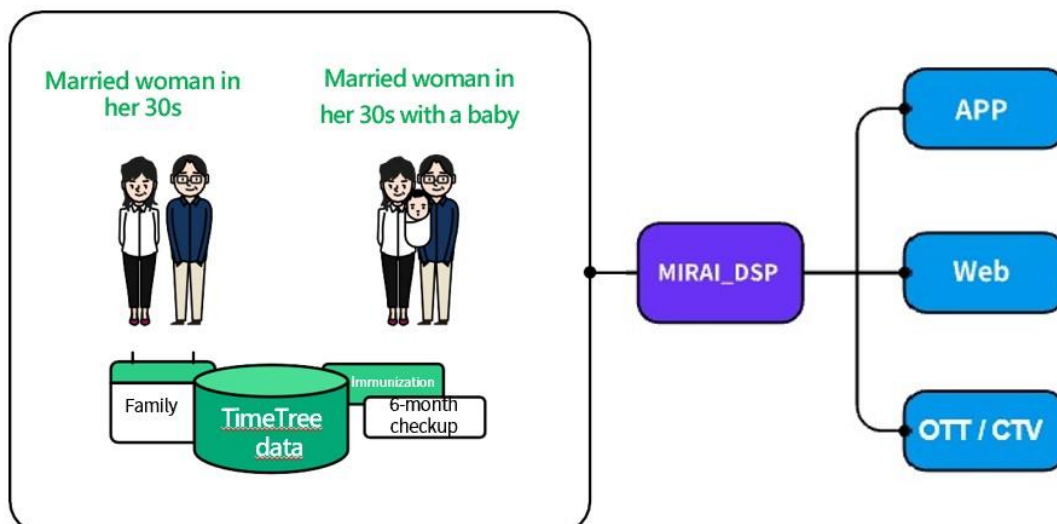 Married woman in
her 30s
Married woman in
her 30s with a baby
Family
TimeTree
data
Immunization
6-month
checkup
MIRAI_DSP
APP
Web
OTT / CTV